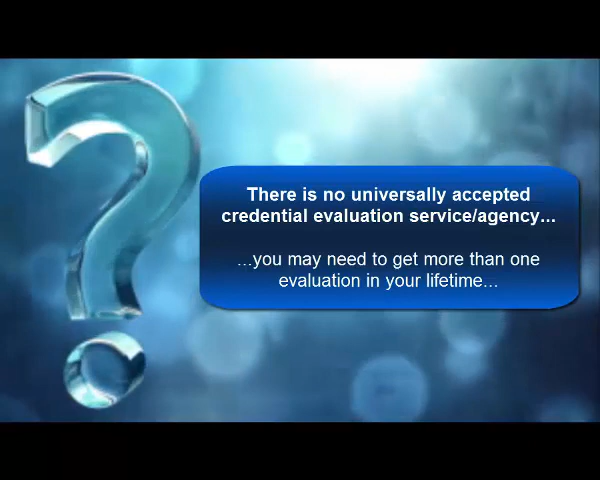 There is no universally accepted
credential evaluation service/agency...
...you may need to get more than one
evaluation in your lifetime...